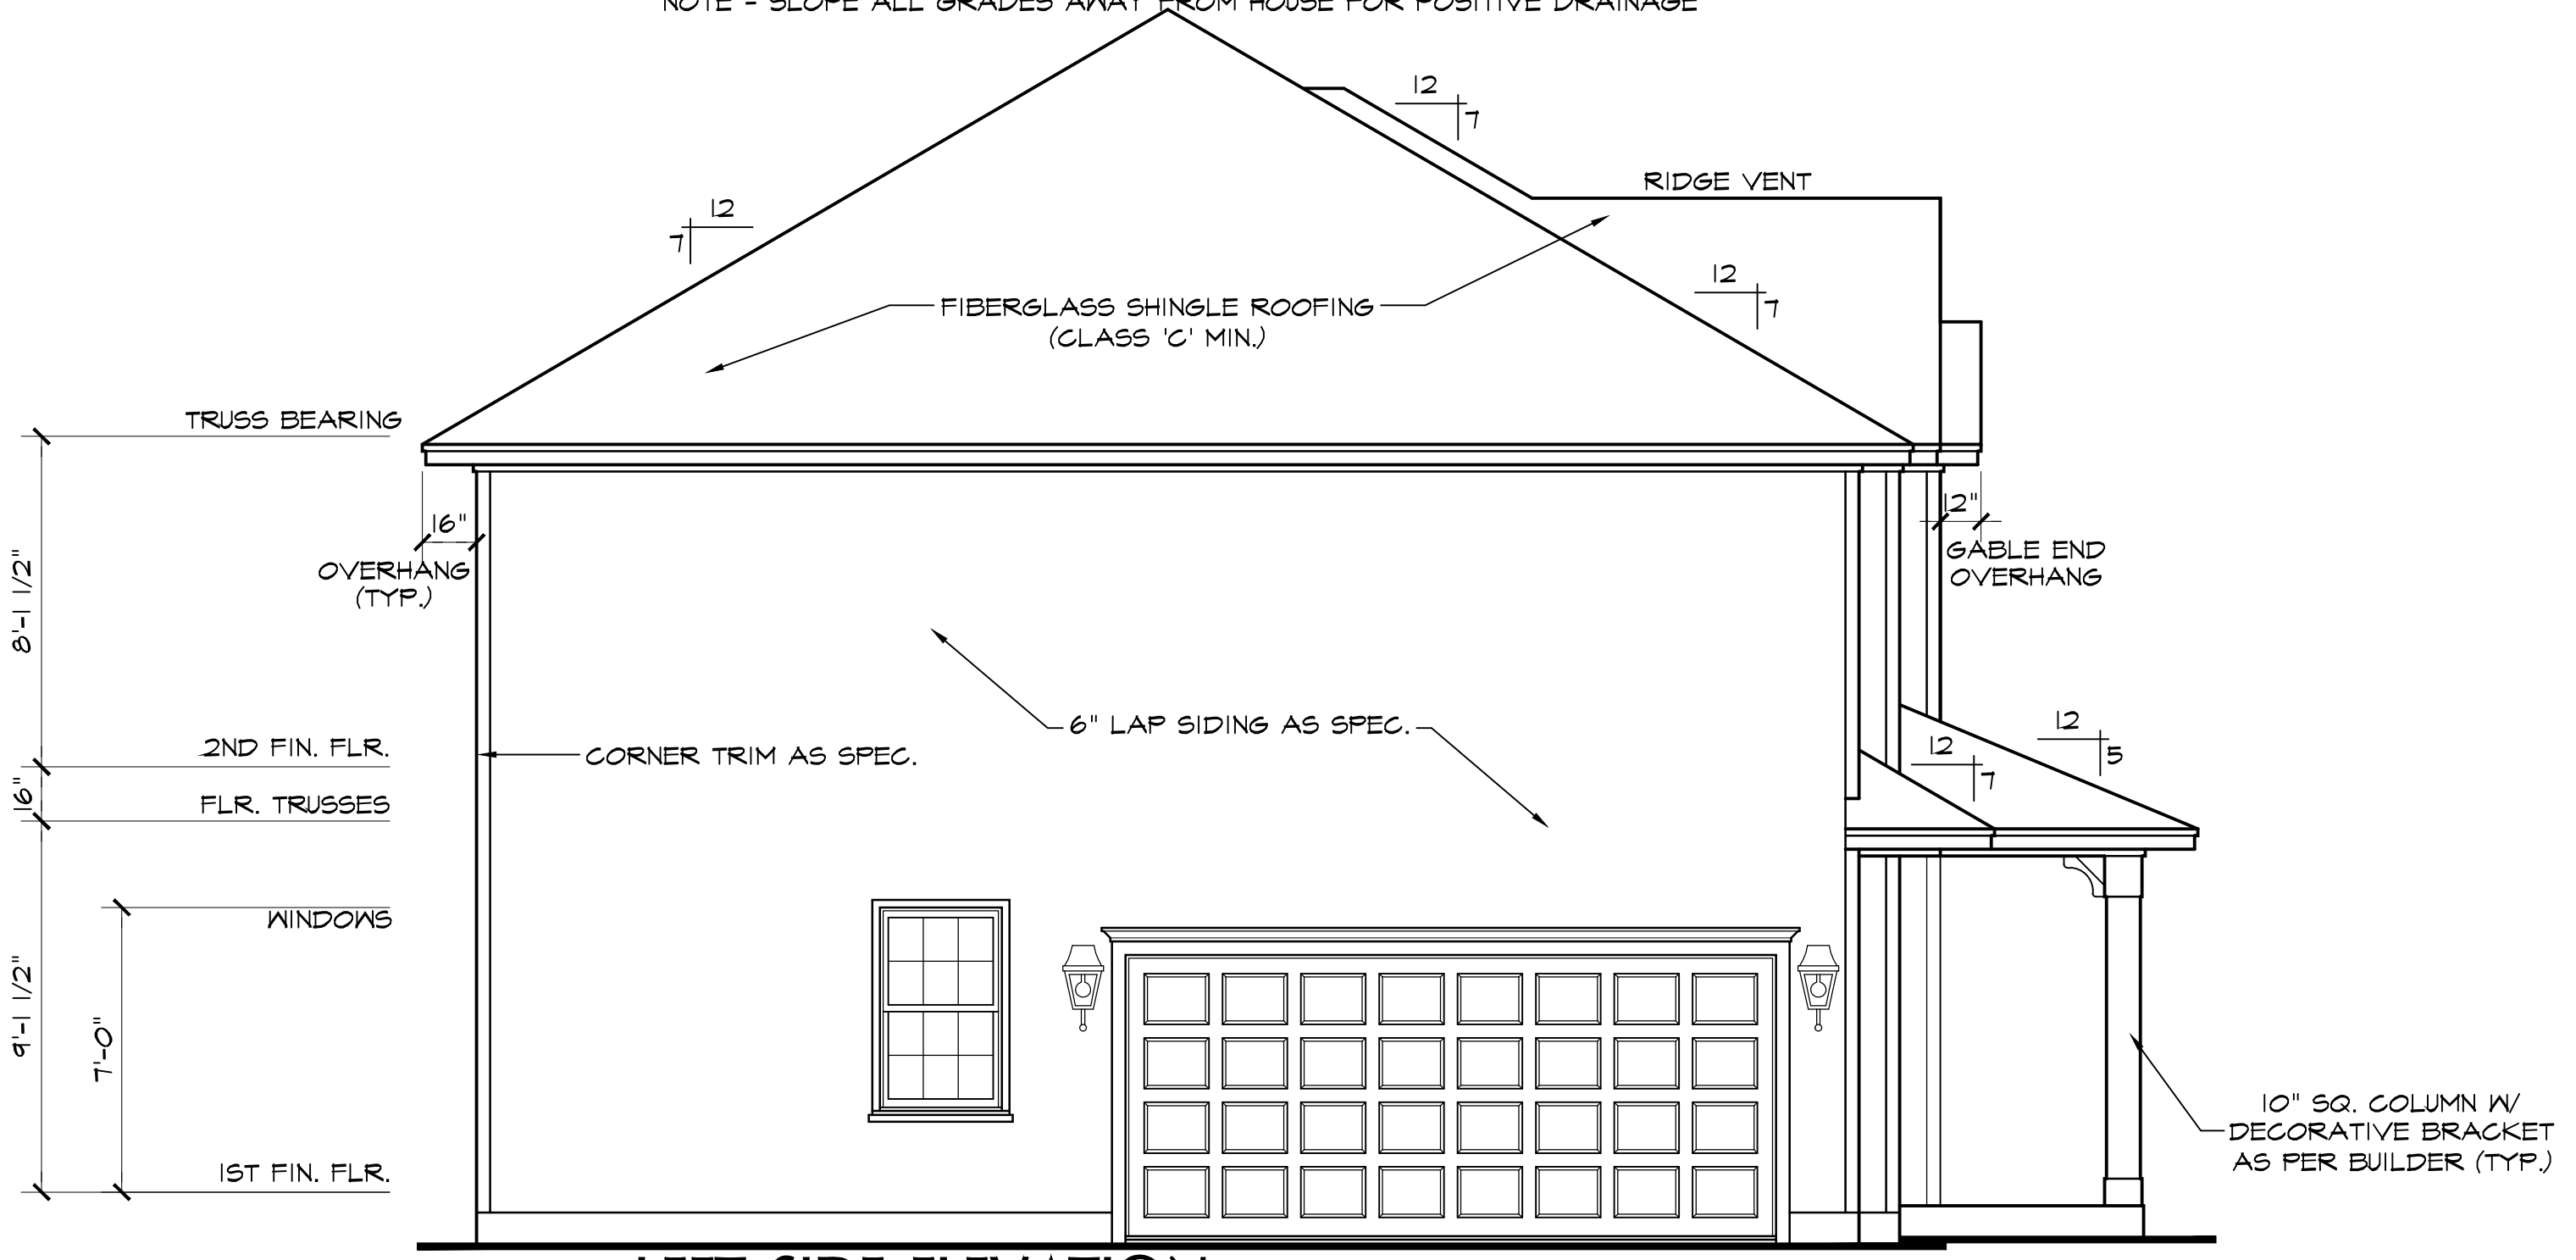 NOTE - SLOPE ALL GRADES AWAY FROM HOUSE FOR POSITIVE DRAINAGE
12
7
RIDGE VENT
12
7
12
7
FIBERGLASS SHINGLE ROOFING
(CLASS 'C' MIN.)
TRUSS BEARING
16"
OVERHANG
(TYP.)
12"
GABLE END
OVERHANG
8'-1 1/2"
6" LAP SIDING AS SPEC.
CORNER TRIM AS SPEC.
12
5
12
7
2ND FIN. FLR.
16"
FLR. TRUSSES
WINDOWS
9'-1 1/2"
7'-0"
1ST FIN. FLR.
10" SQ. COLUMN W/
DECORATIVE BRACKET
AS PER BUILDER (TYP.)
LEFT SIDE ELEVATION